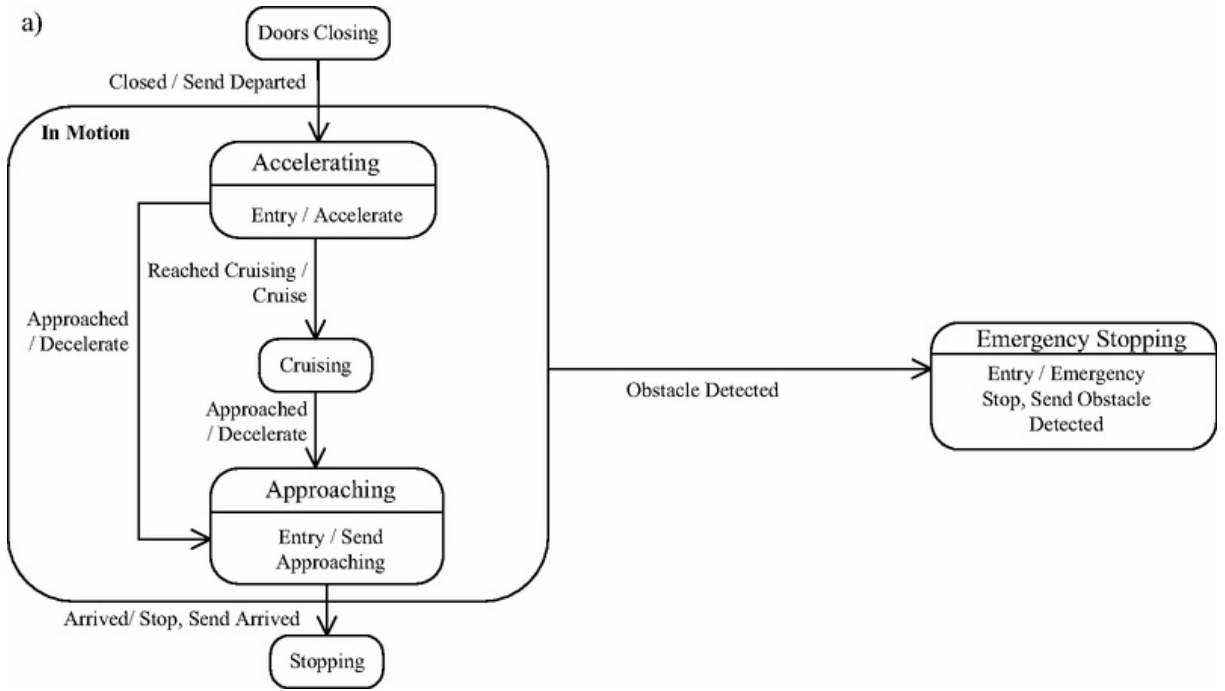 a)
Doors Closing
Closed / Send Departed
In Motion
Accelerating
Entry / Accelerate
Reached Cruising /
Cruise
Approached
/ Decelerate
Cruising
Approached
/ Decelerate
Approaching
Entry / Send
Approaching
Arrived/ Stop, Send Arrived
Stopping
Obstacle Detected
Emergency Stopping
Entry / Emergency
Stop, Send Obstacle
Detected